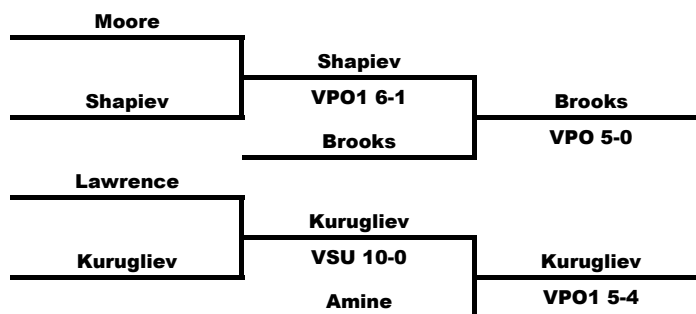 Moore
Shapiev
Shapiev
VPO1 6-1
Brooks
Brooks
VPO 5-0
Lawrence
Kurugliev
Kurugliev
VSU 10-0
Amine
Kurugliev
VPO1 5-4